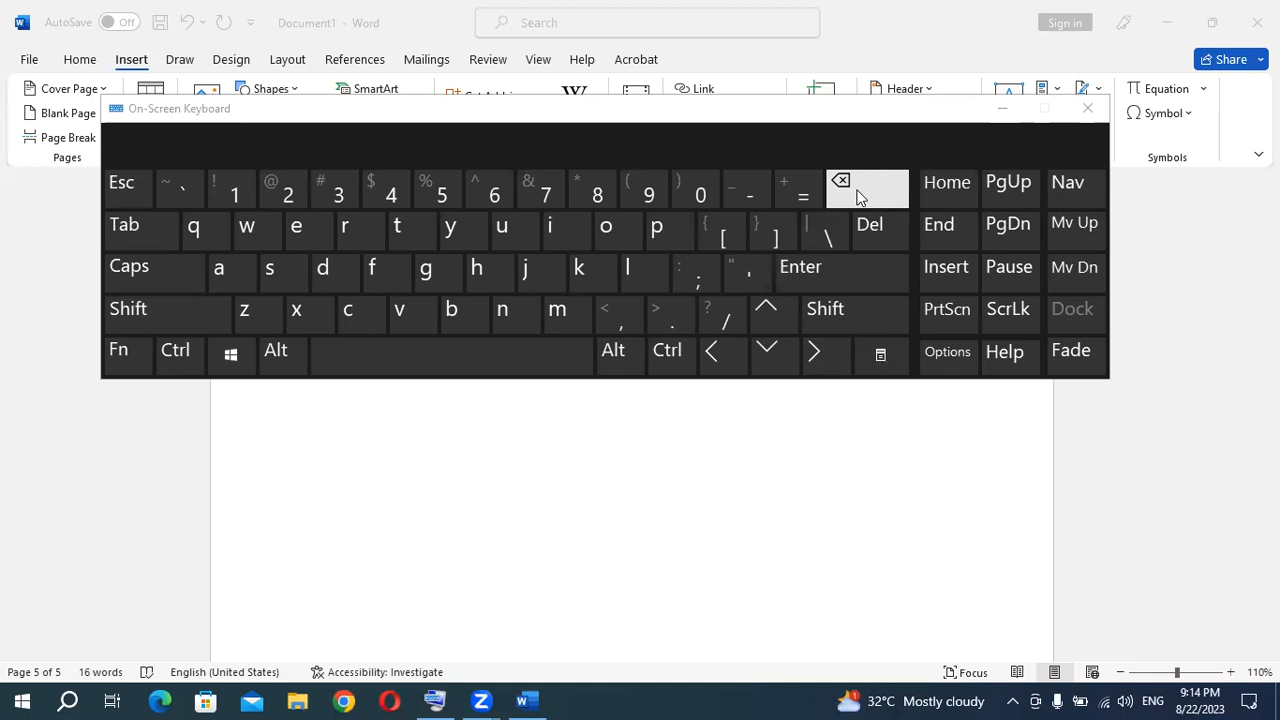 AutoSave Off Document1 - Word Search Sign in
File Home Insert Draw Design Layout References Mailings Review View Help Acrobat Share
Cover Page Shapes SmartArt Link Header Equation
Blank Page Symbol
Page Break
Pages Symbols
On-Screen Keyboard
Esc ~ ` ! 1 @ 2 # 3 $ 4 % 5 ^ 6 & 7 * 8 ( 9 ) 0 _ - + = Home PgUp Nav
Tab q w e r t y u i o p { [ } ] | \ Del End PgDn Mv Up
Caps a s d f g h j k l : ; " ' Enter Insert Pause Mv Dn
Shift z x c v b n m < , > . ? / Shift PrtScn ScrLk Dock
Fn Ctrl Alt Alt Ctrl Options Help Fade
Page 5 of 5 16 words English (United States) Accessibility: Investigate Focus 110%
32°C Mostly cloudy ENG 9:14 PM
8/22/2023